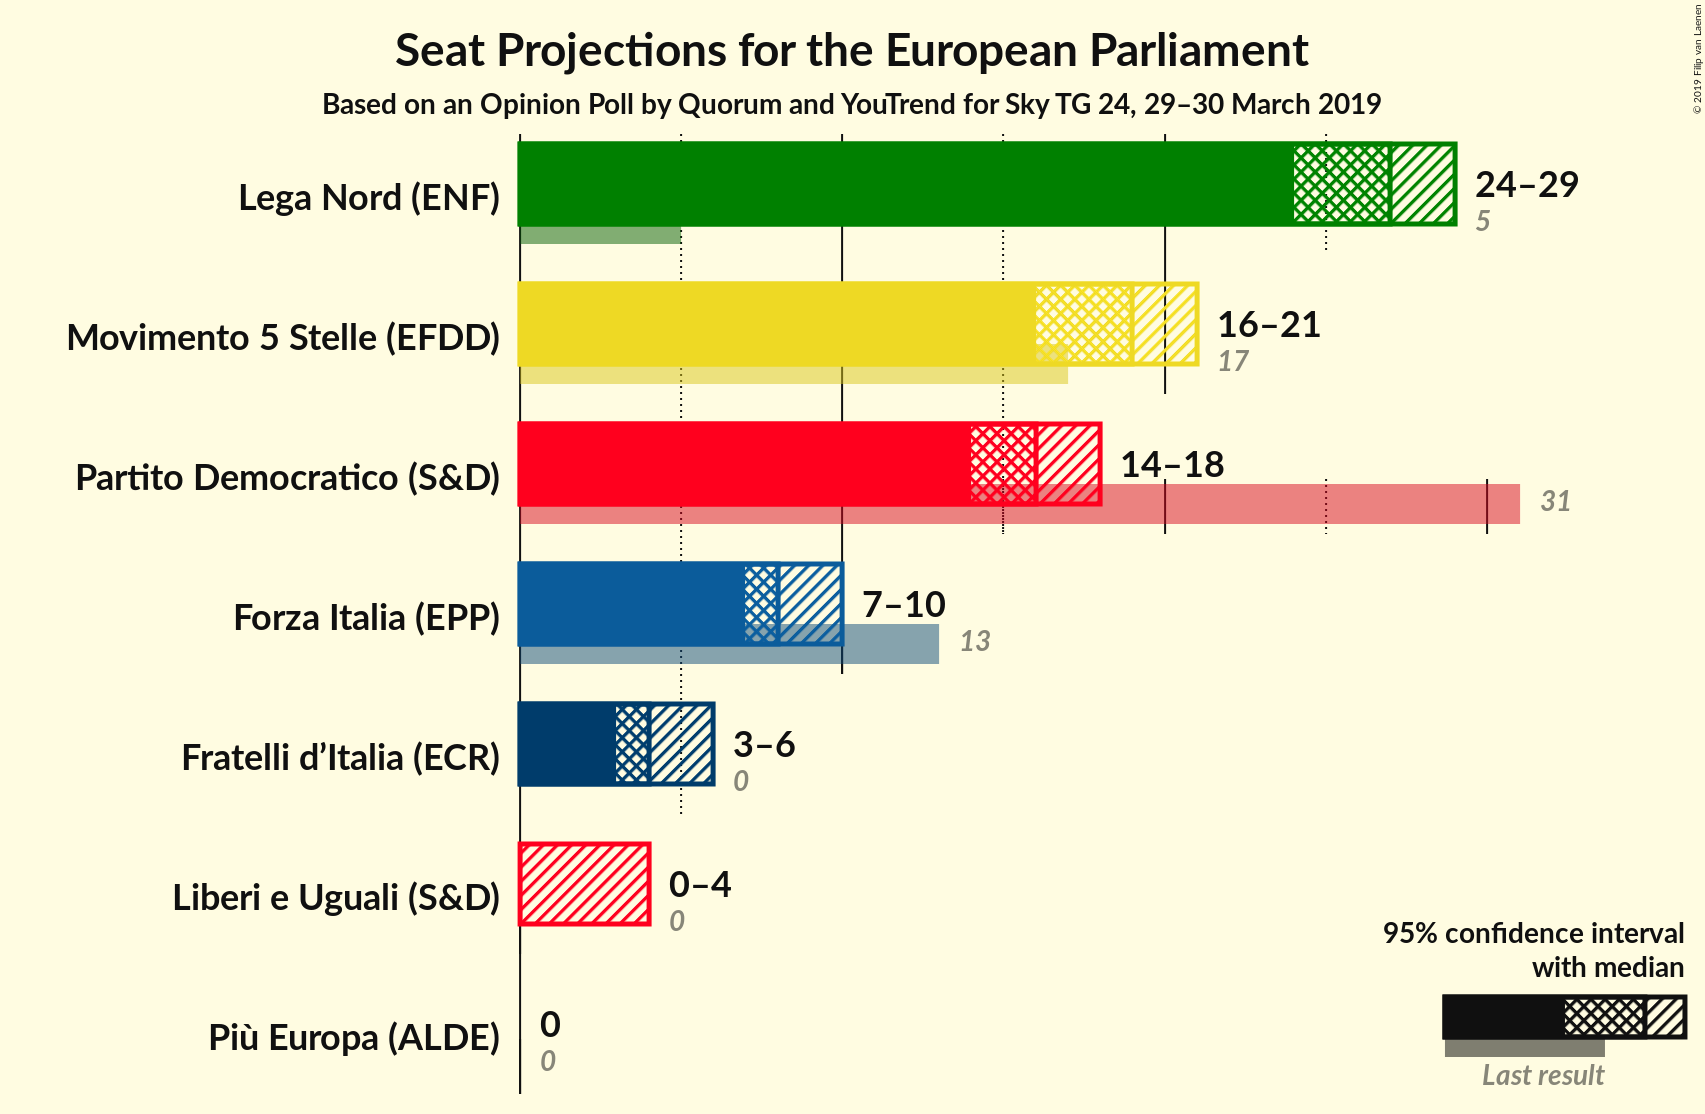 Seat Projections for the European Parliament
Based on an Opinion Poll by Quorum and YouTrend for Sky TG 24, 29–30 March 2019
© 2019 Filip van Laenen
Lega Nord (ENF)
24–29
5
Movimento 5 Stelle (EFDD)
16–21
17
Partito Democratico (S&D)
14–18
31
Forza Italia (EPP)
7–10
13
Fratelli d’Italia (ECR)
3–6
0
Liberi e Uguali (S&D)
0–4
0
Più Europa (ALDE)
0
0
95% confidence interval
with median
Last result